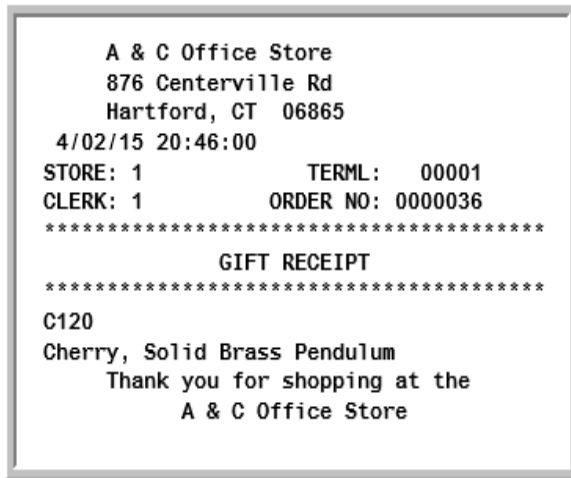 A & C Office Store
876 Centerville Rd
Hartford, CT 06865
4/02/15 20:46:00
STORE: 1 TERML: 00001
CLERK: 1 ORDER NO: 0000036
****************************************
GIFT RECEIPT
****************************************
C120
Cherry, Solid Brass Pendulum
Thank you for shopping at the
A & C Office Store